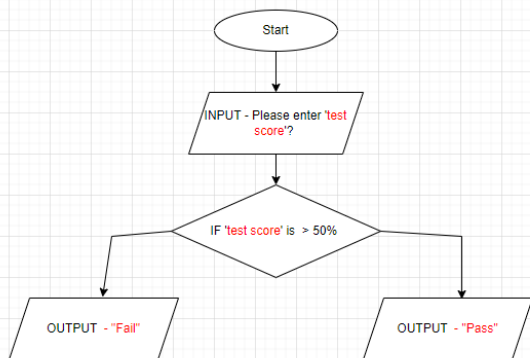 Start
INPUT - Please enter 'test
score'?
IF 'test score' is > 50%
OUTPUT - "Fail"
OUTPUT - "Pass"